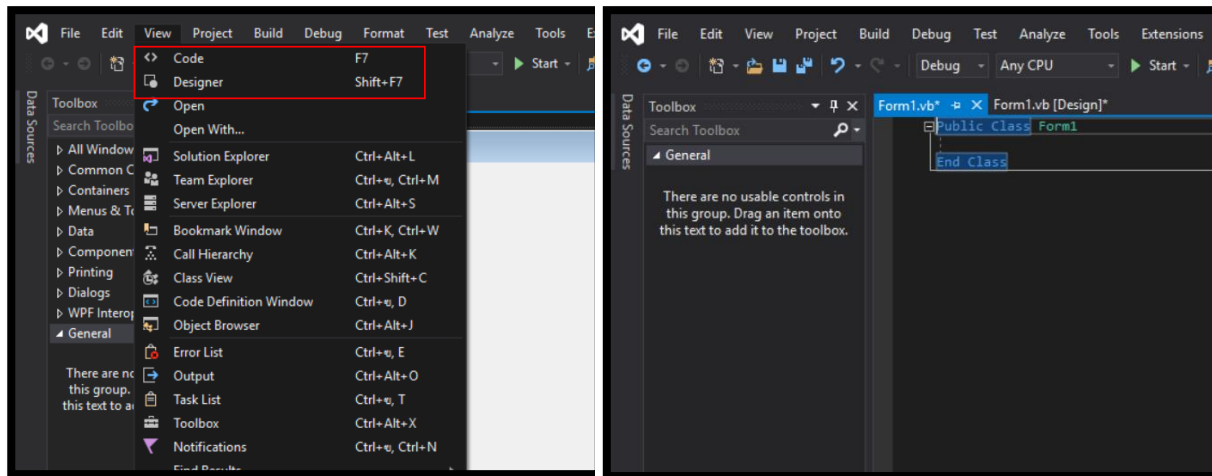 File Edit View Project Build Debug Format Test Analyze Tools
Code F7
Designer Shift+F7
Open
Open With...
Solution Explorer Ctrl+Alt+L
Team Explorer Ctrl+ข, Ctrl+M
Server Explorer Ctrl+Alt+S
Bookmark Window Ctrl+K, Ctrl+W
Call Hierarchy Ctrl+Alt+K
Class View Ctrl+Shift+C
Code Definition Window Ctrl+ข, D
Object Browser Ctrl+Alt+J
Error List Ctrl+ข, E
Output Ctrl+Alt+O
Task List Ctrl+ข, T
Toolbox Ctrl+Alt+X
Notifications Ctrl+ข, Ctrl+N
Find Results
Start
Data Sources
Toolbox
Search Toolbo
All Window
Common C
Containers
Menus & To
Data
Componen
Printing
Dialogs
WPF Interop
General
There are no
this group.
this text to a
File Edit View Project Build Debug Test Analyze Tools Extensions
Debug Any CPU Start
Data Sources
Toolbox
Search Toolbox
General
There are no usable controls in
this group. Drag an item onto
this text to add it to the toolbox.
Form1.vb* Form1.vb [Design]*
Public Class Form1
End Class